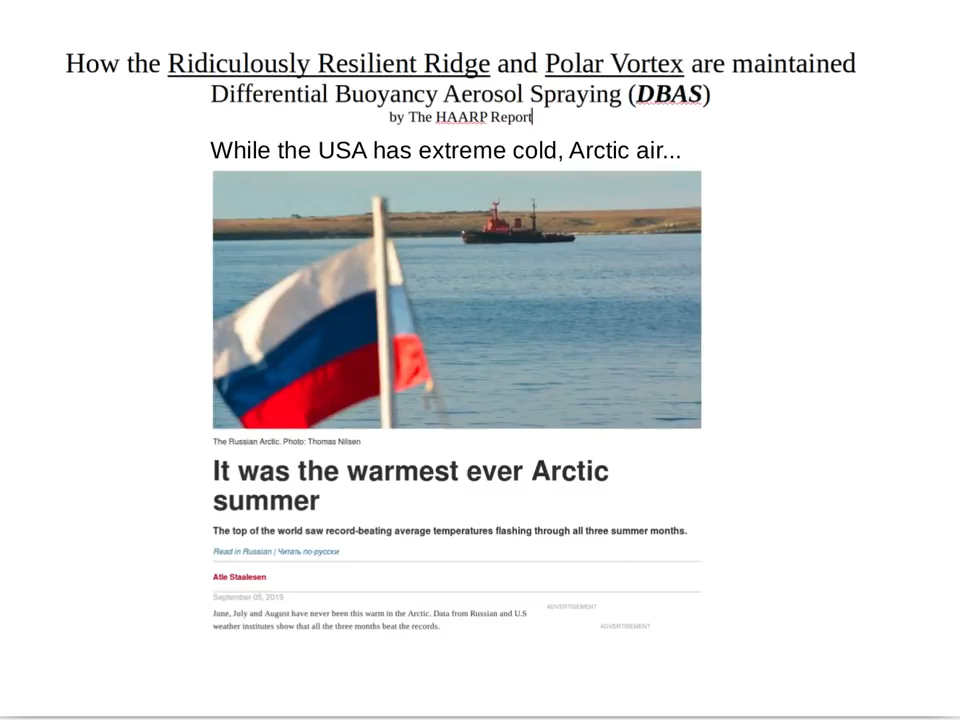 How the Ridiculously Resilient Ridge and Polar Vortex are maintained
Differential Buoyancy Aerosol Spraying (DBAS)
by The HAARP Report
While the USA has extreme cold, Arctic air...
The Russian Arctic. Photo: Thomas Nilsen
It was the warmest ever Arctic
summer
The top of the world saw record-beating average temperatures flashing through all three summer months.
Read in Russian | Читать по-русски
Atle Staalesen
September 05, 2019
ADVERTISEMENT
June, July and August have never been this warm in the Arctic. Data from Russian and U.S
weather institutes show that all the three months beat the records.
ADVERTISEMENT